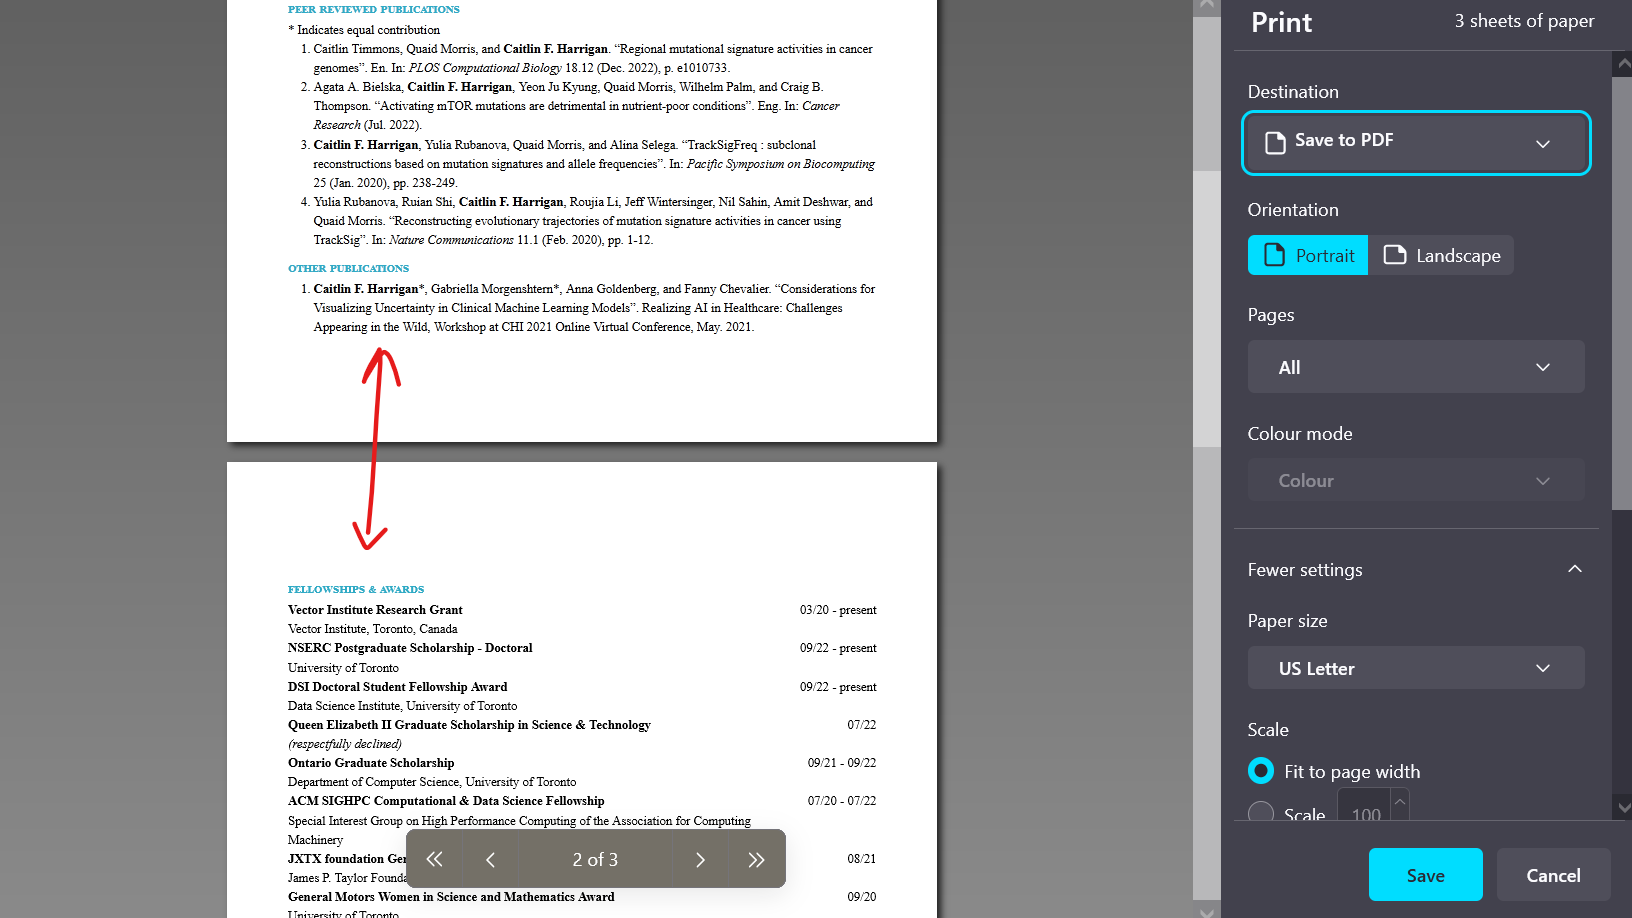 PEER REVIEWED PUBLICATIONS
* Indicates equal contribution
1. Caitlin Timmons, Quaid Morris, and Caitlin F. Harrigan. “Regional mutational signature activities in cancer
genomes”. En. In: PLOS Computational Biology 18.12 (Dec. 2022), p. e1010733.
2. Agata A. Bielska, Caitlin F. Harrigan, Yeon Ju Kyung, Quaid Morris, Wilhelm Palm, and Craig B.
Thompson. “Activating mTOR mutations are detrimental in nutrient-poor conditions”. Eng. In: Cancer
Research (Jul. 2022).
3. Caitlin F. Harrigan, Yulia Rubanova, Quaid Morris, and Alina Selega. “TrackSigFreq : subclonal
reconstructions based on mutation signatures and allele frequencies”. In: Pacific Symposium on Biocomputing
25 (Jan. 2020), pp. 238-249.
4. Yulia Rubanova, Ruian Shi, Caitlin F. Harrigan, Roujia Li, Jeff Wintersinger, Nil Sahin, Amit Deshwar, and
Quaid Morris. “Reconstructing evolutionary trajectories of mutation signature activities in cancer using
TrackSig”. In: Nature Communications 11.1 (Feb. 2020), pp. 1-12.
OTHER PUBLICATIONS
1. Caitlin F. Harrigan*, Gabriella Morgenshtern*, Anna Goldenberg, and Fanny Chevalier. “Considerations for
Visualizing Uncertainty in Clinical Machine Learning Models”. Realizing AI in Healthcare: Challenges
Appearing in the Wild, Workshop at CHI 2021 Online Virtual Conference, May. 2021.
FELLOWSHIPS & AWARDS
Vector Institute Research Grant 03/20 - present
Vector Institute, Toronto, Canada
NSERC Postgraduate Scholarship - Doctoral 09/22 - present
University of Toronto
DSI Doctoral Student Fellowship Award 09/22 - present
Data Science Institute, University of Toronto
Queen Elizabeth II Graduate Scholarship in Science & Technology 07/22
(respectfully declined)
Ontario Graduate Scholarship 09/21 - 09/22
Department of Computer Science, University of Toronto
ACM SIGHPC Computational & Data Science Fellowship 07/20 - 07/22
Special Interest Group on High Performance Computing of the Association for Computing
Machinery
JXTX foundation 08/21
James P. Taylor
General Motors Women in Science and Mathematics Award 09/20
University of Toronto
2 of 3
Print
3 sheets of paper
Destination
Save to PDF
Orientation
Portrait Landscape
Pages
All
Colour mode
Colour
Fewer settings
Paper size
US Letter
Scale
Fit to page width
Scale 100
Save Cancel